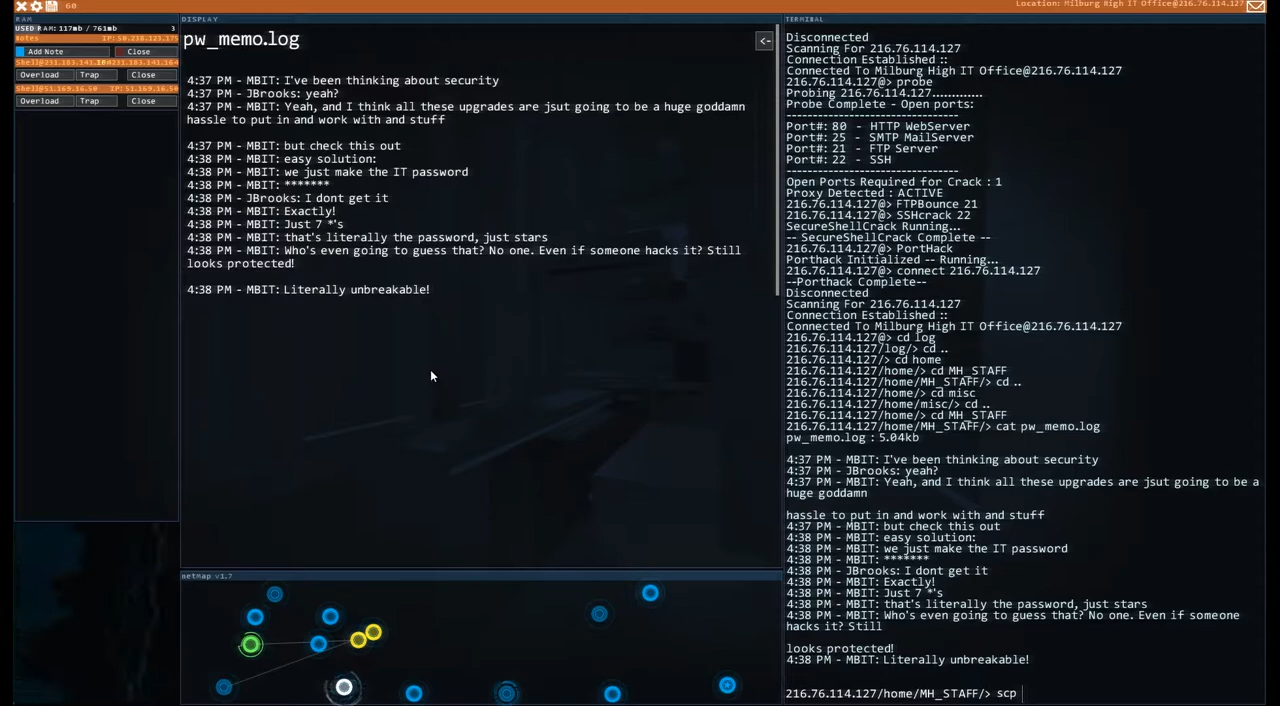 60
Location: Milburg High IT Office@216.76.114.127
RAM
USED RAM: 117mb / 761mb 3
Notes IP: 50.238.123.175
Add Note Close
Overload Trap Close
Shell@51.169.16.50 IP: 51.169.16.50
Overload Trap Close
DISPLAY
pw_memo.log
<-
4:37 PM - MBIT: I've been thinking about security
4:37 PM - JBrooks: yeah?
4:37 PM - MBIT: Yeah, and I think all these upgrades are jsut going to be a huge goddamn
hassle to put in and work with and stuff
4:37 PM - MBIT: but check this out
4:38 PM - MBIT: easy solution:
4:38 PM - MBIT: we just make the IT password
4:38 PM - MBIT: *******
4:38 PM - JBrooks: I dont get it
4:38 PM - MBIT: Exactly!
4:38 PM - MBIT: Just 7 *'s
4:38 PM - MBIT: that's literally the password, just stars
4:38 PM - MBIT: Who's even going to guess that? No one. Even if someone hacks it? Still
looks protected!
4:38 PM - MBIT: Literally unbreakable!
netMap v1.7
TERMINAL
Disconnected
Scanning For 216.76.114.127
Connection Established ::
Connected To Milburg High IT Office@216.76.114.127
216.76.114.127@> probe
Probing 216.76.114.127.............
Probe Complete - Open ports:
---------------------------------
Port#: 80 - HTTP WebServer
Port#: 25 - SMTP MailServer
Port#: 21 - FTP Server
Port#: 22 - SSH
---------------------------------
Open Ports Required for Crack : 1
Proxy Detected : ACTIVE
216.76.114.127@> FTPBounce 21
216.76.114.127@> SSHcrack 22
SecureShellCrack Running...
-- SecureShellCrack Complete --
216.76.114.127@> PortHack
Porthack Initialized -- Running...
216.76.114.127@> connect 216.76.114.127
--Porthack Complete--
Disconnected
Scanning For 216.76.114.127
Connection Established ::
Connected To Milburg High IT Office@216.76.114.127
216.76.114.127@> cd log
216.76.114.127/log/> cd ..
216.76.114.127/> cd home
216.76.114.127/home/> cd MH_STAFF
216.76.114.127/home/MH_STAFF/> cd ..
216.76.114.127/home/> cd misc
216.76.114.127/home/misc/> cd ..
216.76.114.127/home/> cd MH_STAFF
216.76.114.127/home/MH_STAFF/> cat pw_memo.log
pw_memo.log : 5.04kb
4:37 PM - MBIT: I've been thinking about security
4:37 PM - JBrooks: yeah?
4:37 PM - MBIT: Yeah, and I think all these upgrades are jsut going to be a
huge goddamn
hassle to put in and work with and stuff
4:37 PM - MBIT: but check this out
4:38 PM - MBIT: easy solution:
4:38 PM - MBIT: we just make the IT password
4:38 PM - MBIT: *******
4:38 PM - JBrooks: I dont get it
4:38 PM - MBIT: Exactly!
4:38 PM - MBIT: Just 7 *'s
4:38 PM - MBIT: that's literally the password, just stars
4:38 PM - MBIT: Who's even going to guess that? No one. Even if someone
hacks it? Still
looks protected!
4:38 PM - MBIT: Literally unbreakable!
216.76.114.127/home/MH_STAFF/> scp